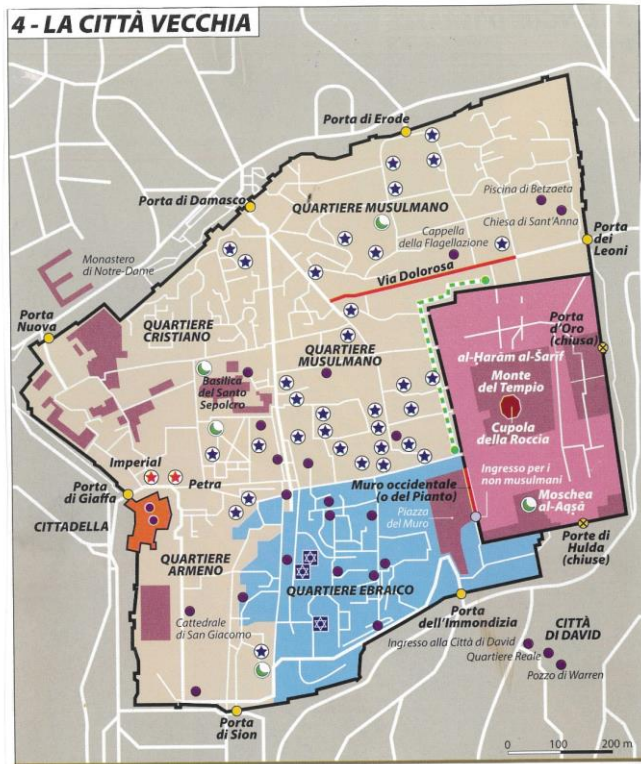 4 - LA CITTÀ VECCHIA
Porta di Erode
Porta di Damasco
QUARTIERE MUSULMANO
Piscina di Betzaeta
Chiesa di Sant'Anna
Cappella
della Flagellazione
Porta
dei
Leoni
Monastero
di Notre-Dame
Via Dolorosa
Porta
Nuova
QUARTIERE
CRISTIANO
QUARTIERE
MUSULMANO
Porta
d'Oro
(chiusa)
al-Ḥarām al-Šarīf
Monte
del Tempio
Basilica
del Santo
Sepolcro
Cupola
della Roccia
Imperial
Petra
Muro occidentale
(o del Pianto)
Ingresso per i
non musulmani
Porta
di Giaffa
Piazza
del Muro
Moschea
al-Aqṣā
CITTADELLA
Porte di
Hulda
(chiuse)
QUARTIERE
ARMENO
QUARTIERE EBRAICO
Cattedrale
di San Giacomo
Porta
dell'Immondizia
CITTÀ
DI DAVID
Ingresso alla Città di David
Quartiere Reale
Pozzo di Warren
Porta
di Sion
0 100 200 m